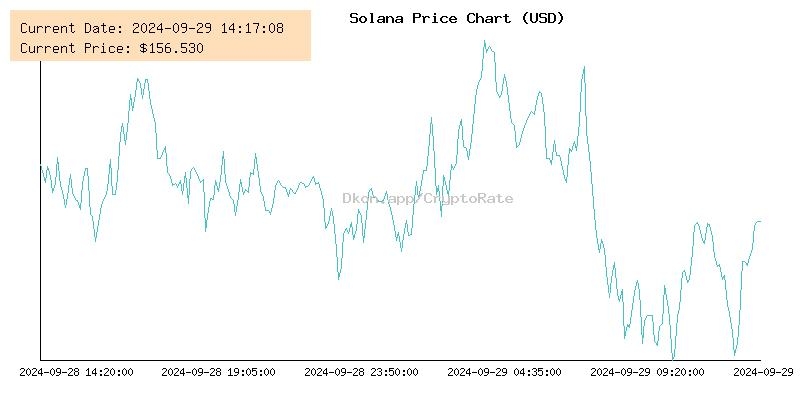 Solana Price Chart (USD)
Current Date: 2024-09-29 14:17:08
Current Price: $156.530
Dkon.app/CryptoRate
2024-09-28 14:20:00
2024-09-28 19:05:00
2024-09-28 23:50:00
2024-09-29 04:35:00
2024-09-29 09:20:00
2024-09-29